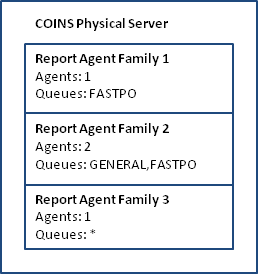 COINS Physical Server
Report Agent Family 1
Agents: 1
Queues: FASTPO
Report Agent Family 2
Agents: 2
Queues: GENERAL,FASTPO
Report Agent Family 3
Agents: 1
Queues: *